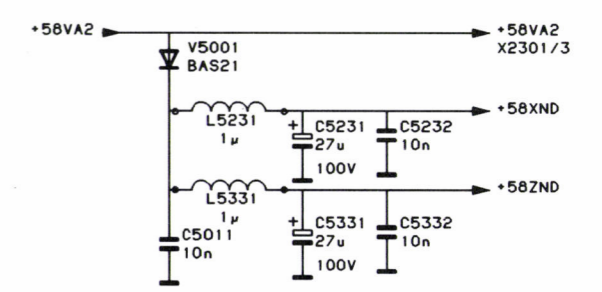 +58VA2
+58VA2
X2301/3
V5001
BAS21
+58XND
L5231
1µ
C5231
27u
100V
C5232
10n
+58ZND
L5331
1µ
C5331
27u
100V
C5332
10n
C5011
10n